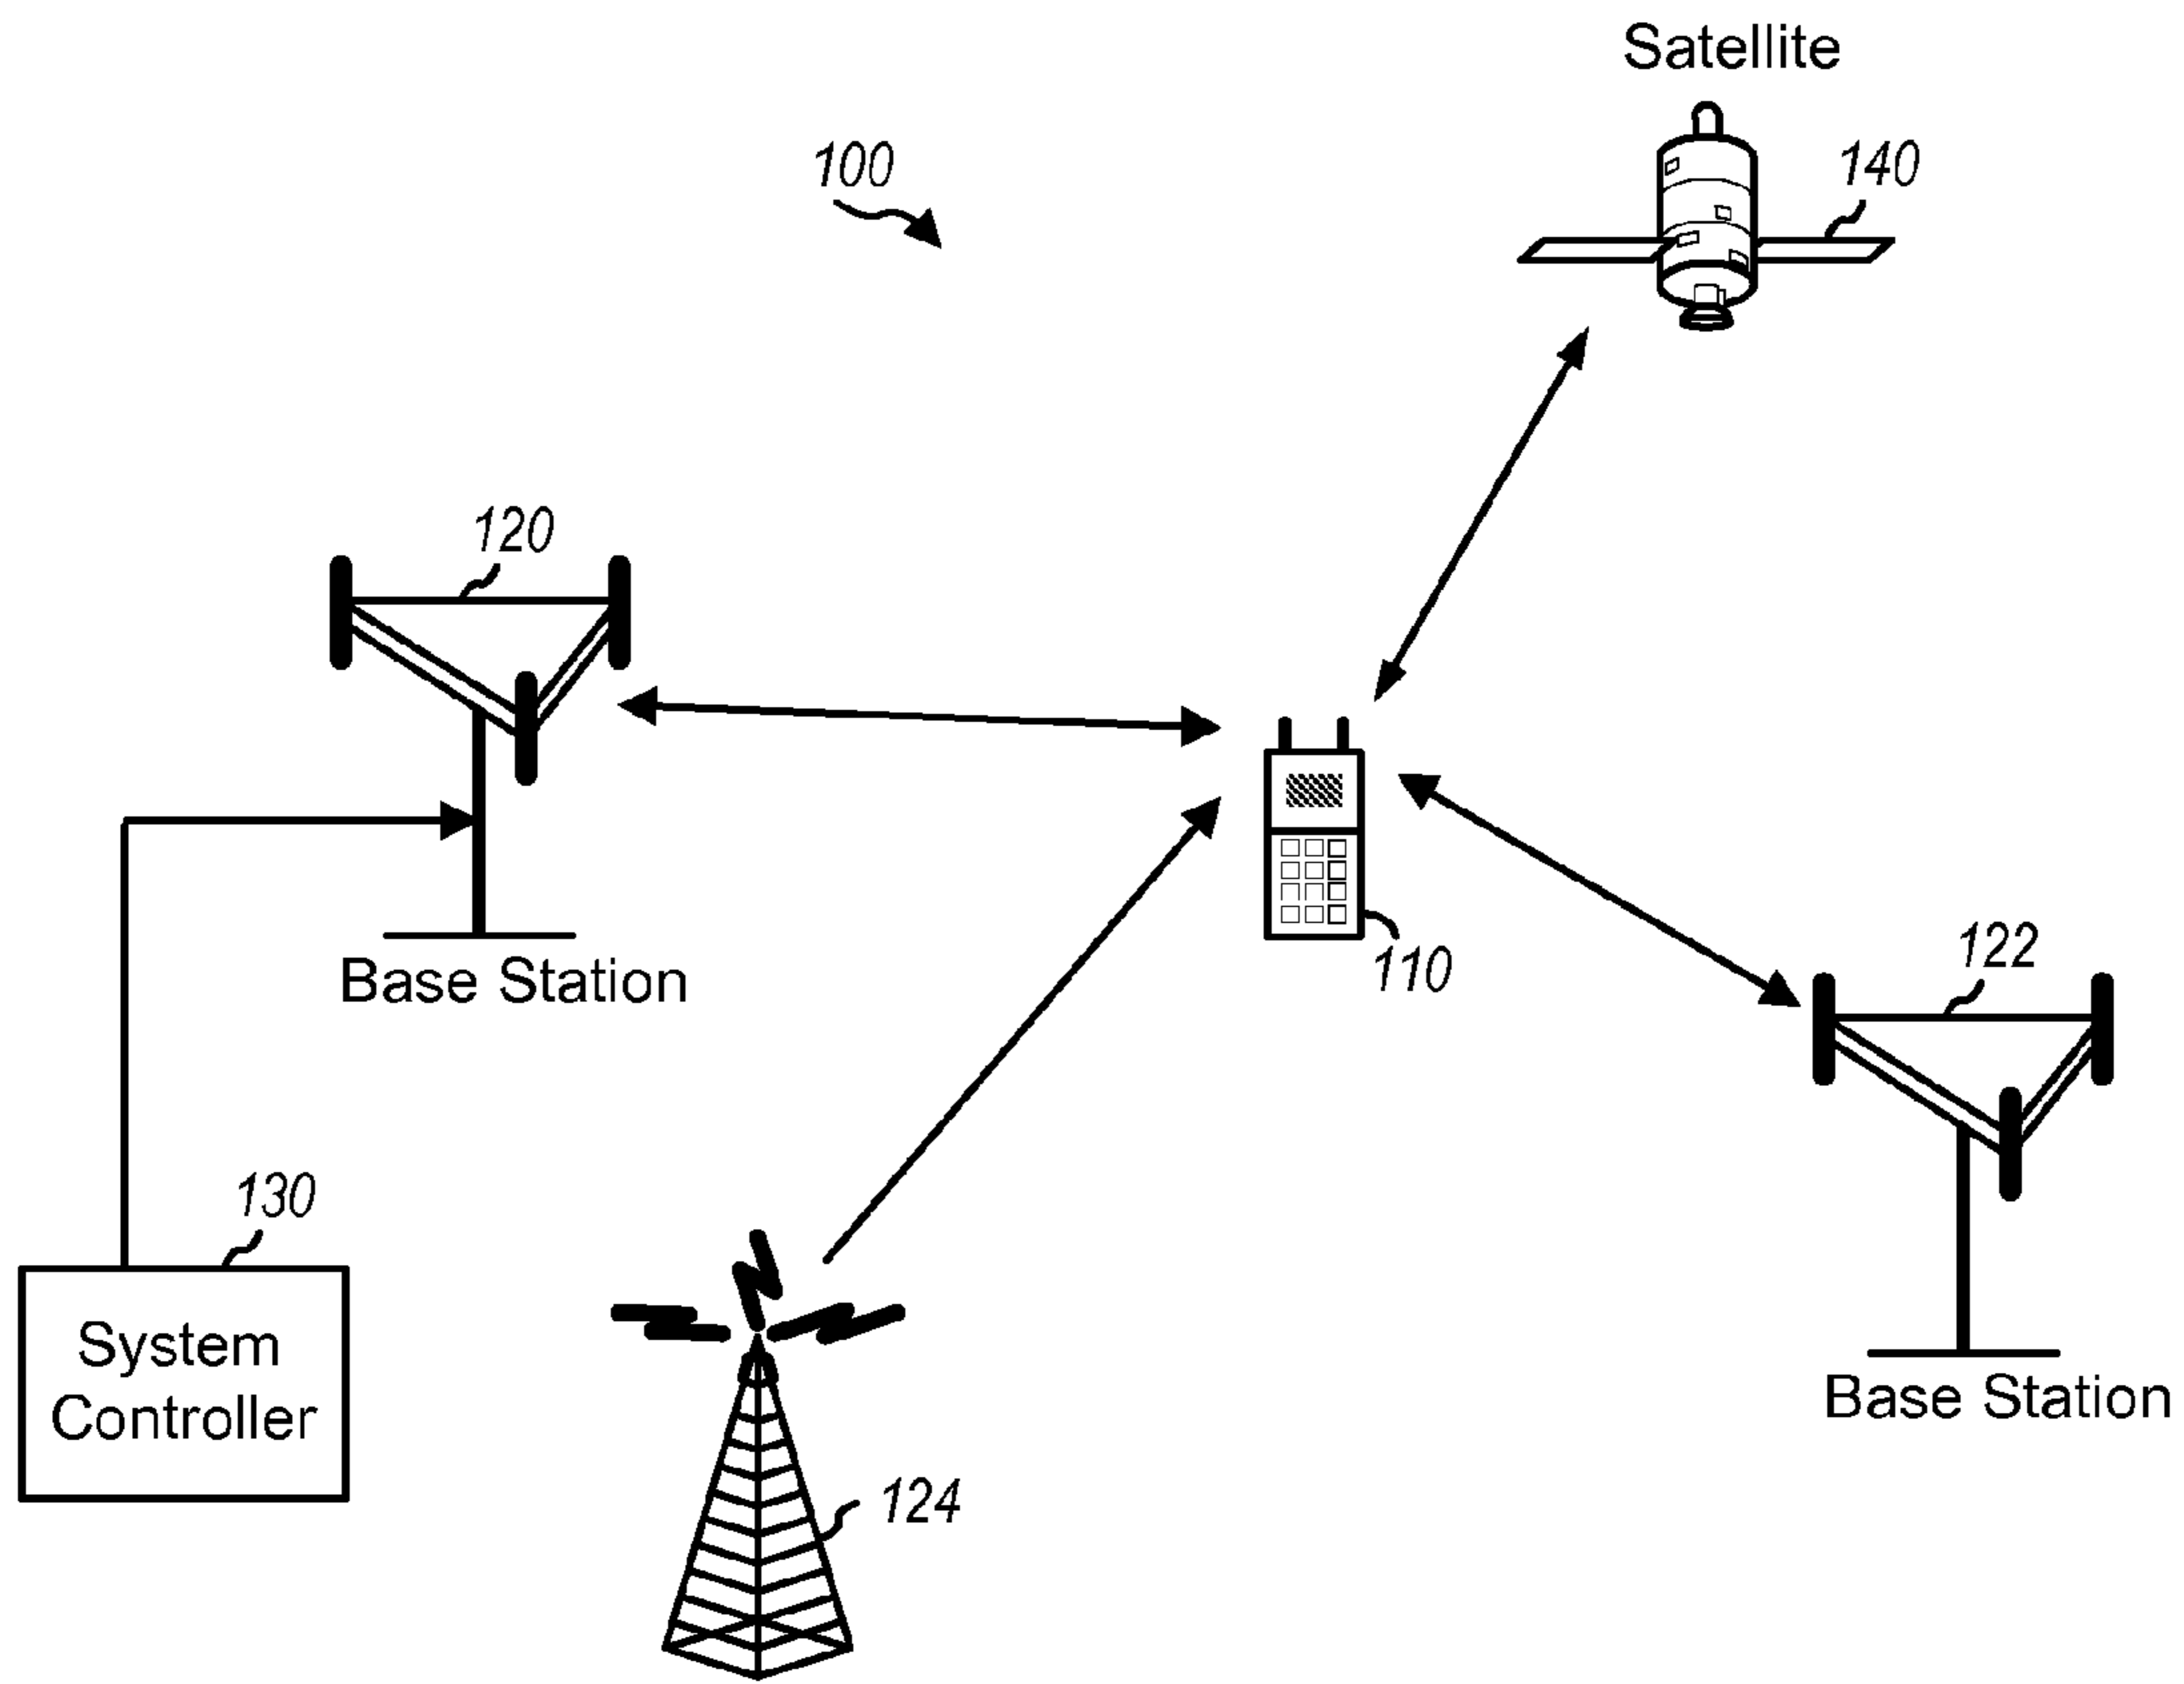 Satellite
100
140
120
Base Station
110
122
130
System
Controller
Base Station
124